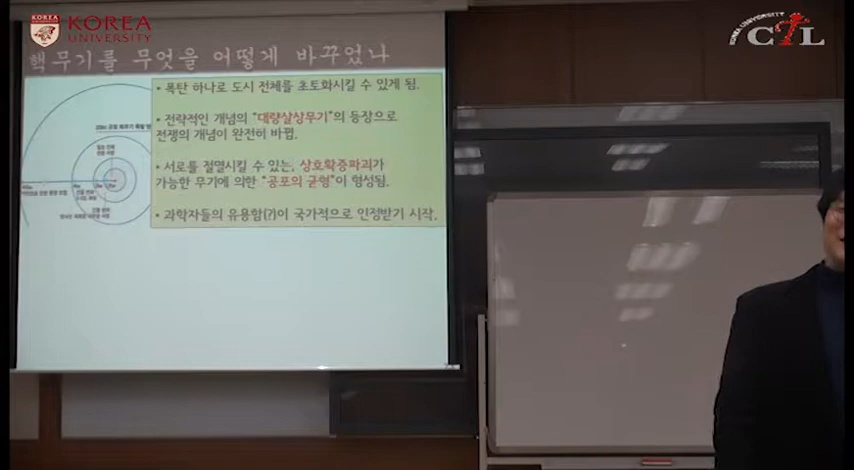 KOREA
UNIVERSITY
KOREA UNIVERSITY
CTL
핵무기를 무엇을 어떻게 바꾸었나
• 폭탄 하나로 도시 전체를 초토화시킬 수 있게 됨.
• 전략적인 개념의 "대량살상무기"의 등장으로
전쟁의 개념이 완전히 바뀜.
• 서로를 절멸시킬 수 있는, 상호확증파괴가
가능한 무기에 의한 "공포의 균형"이 형성됨.
• 과학자들의 유용함(?)이 국가적으로 인정받기 시작.